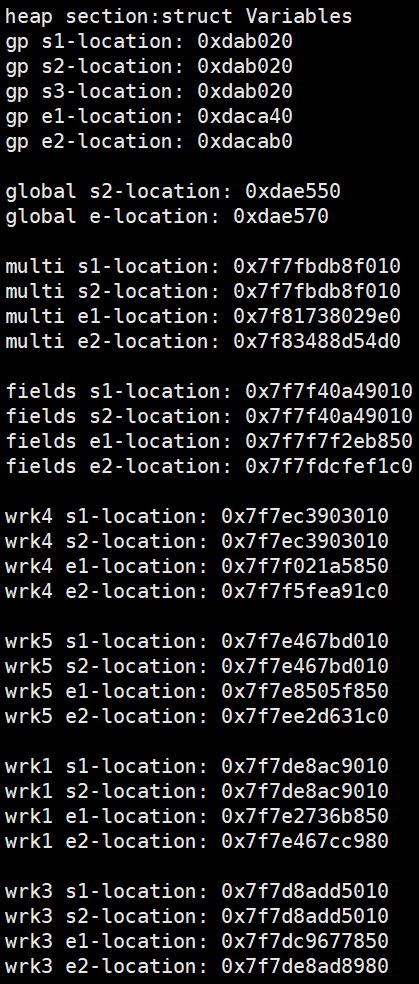 heap section:struct Variables
gp s1-location: 0xdab020
gp s2-location: 0xdab020
gp s3-location: 0xdab020
gp e1-location: 0xdaca40
gp e2-location: 0xdacab0
global s2-location: 0xdae550
global e-location: 0xdae570
multi s1-location: 0x7f7fbdb8f010
multi s2-location: 0x7f7fbdb8f010
multi e1-location: 0x7f81738029e0
multi e2-location: 0x7f83488d54d0
fields s1-location: 0x7f7f40a49010
fields s2-location: 0x7f7f40a49010
fields e1-location: 0x7f7f7f2eb850
fields e2-location: 0x7f7fdcfef1c0
wrk4 s1-location: 0x7f7ec3903010
wrk4 s2-location: 0x7f7ec3903010
wrk4 e1-location: 0x7f7f021a5850
wrk4 e2-location: 0x7f7f5fea91c0
wrk5 s1-location: 0x7f7e467bd010
wrk5 s2-location: 0x7f7e467bd010
wrk5 e1-location: 0x7f7e8505f850
wrk5 e2-location: 0x7f7ee2d631c0
wrk1 s1-location: 0x7f7de8ac9010
wrk1 s2-location: 0x7f7de8ac9010
wrk1 e1-location: 0x7f7e2736b850
wrk1 e2-location: 0x7f7e467cc980
wrk3 s1-location: 0x7f7d8add5010
wrk3 s2-location: 0x7f7d8add5010
wrk3 e1-location: 0x7f7dc9677850
wrk3 e2-location: 0x7f7de8ad8980